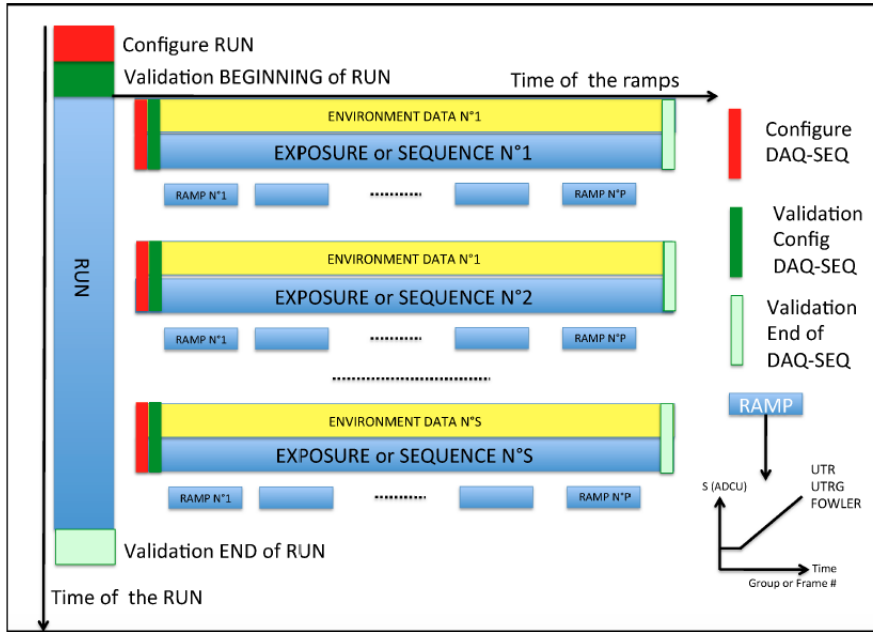 Configure RUN
Validation BEGINNING of RUN
Time of the ramps
ENVIRONMENT DATA N°1
EXPOSURE or SEQUENCE N°1
RAMP N°1
RAMP N°P
ENVIRONMENT DATA N°1
EXPOSURE or SEQUENCE N°2
RAMP N°1
RAMP N°P
ENVIRONMENT DATA N°S
EXPOSURE or SEQUENCE N°S
RAMP N°1
RAMP N°P
RUN
Validation END of RUN
Time of the RUN
Configure
DAQ-SEQ
Validation
Config
DAQ-SEQ
Validation
End of
DAQ-SEQ
RAMP
S (ADCU)
UTR
UTRG
FOWLER
Time
Group or Frame #